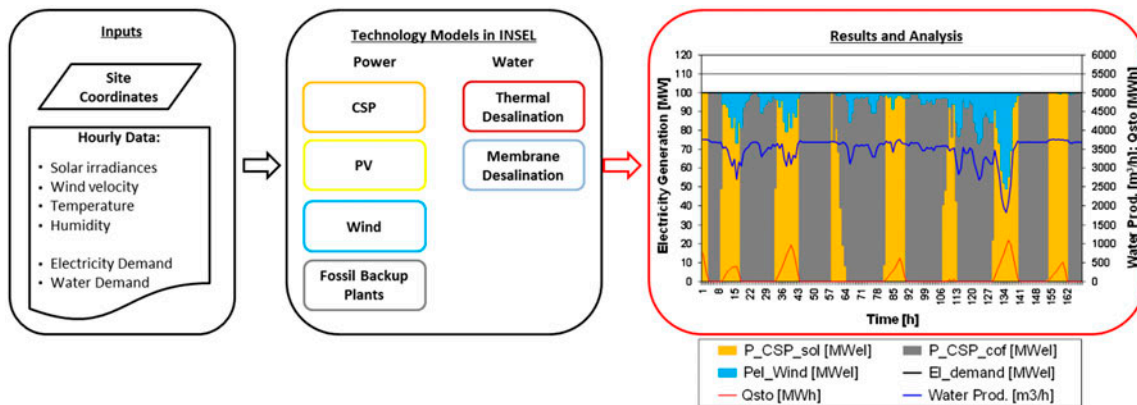 Inputs
Site
Coordinates
Hourly Data:
• Solar irradiances
• Wind velocity
• Temperature
• Humidity
• Electricity Demand
• Water Demand
Technology Models in INSEL
Power
Water
CSP
PV
Wind
Fossil Backup
Plants
Thermal
Desalination
Membrane
Desalination
Results and Analysis
Electricity Generation [MW]
120
110
100
90
80
70
60
50
40
30
20
10
0
6000
5500
5000
4500
4000
3500
3000
2500
2000
1500
1000
500
0
Water Prod. [m3/h]; Qsto [MWh]
1 8 15 22 29 36 43 50 57 64 71 78 85 92 99 106 113 120 127 134 141 148 155 162
Time [h]
P_CSP_sol [MWel]
P_CSP_cof [MWel]
Pel_Wind [MWel]
El_demand [MWel]
Qsto [MWh]
Water Prod. [m3/h]